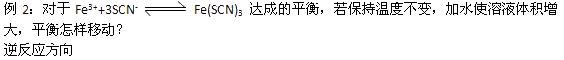 例 2：对于 Fe³⁺+3SCN⁻ ⇌ Fe(SCN)₃ 达成的平衡，若保持温度不变，加水使溶液体积增
大，平衡怎样移动？
逆反应方向